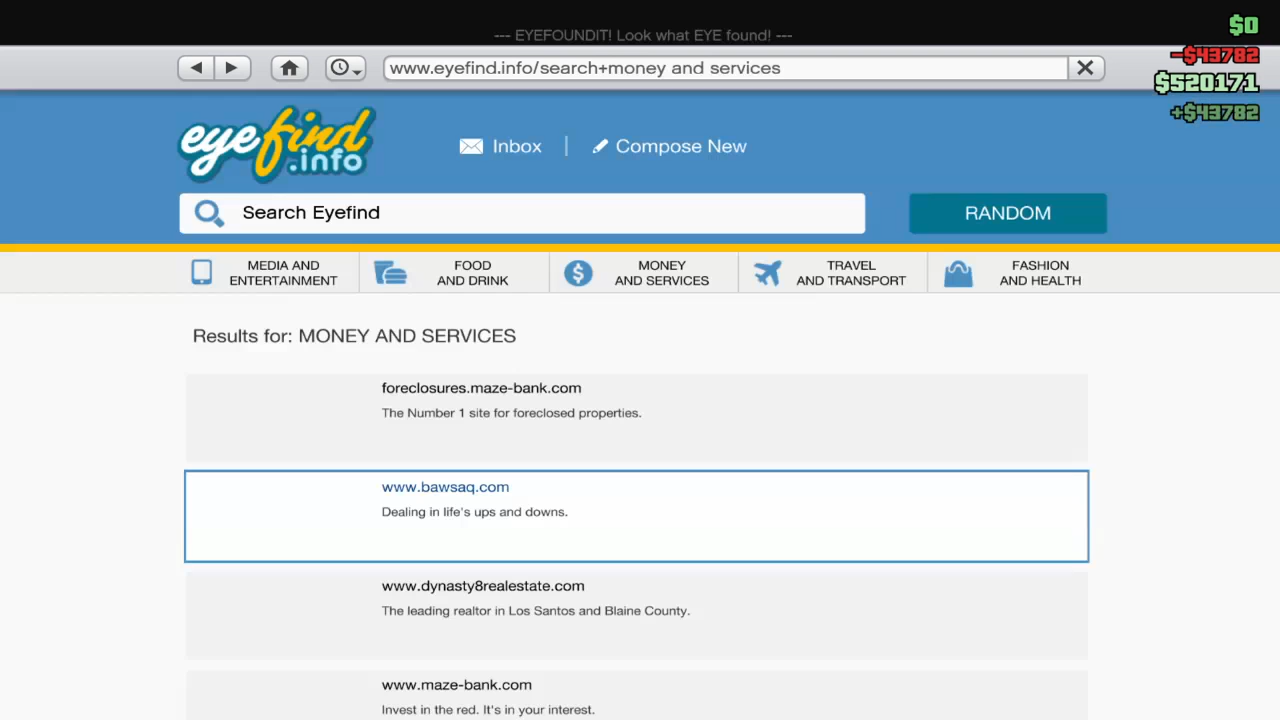 --- EYEFOUNDIT! Look what EYE found! ---
$0
-$43782
$520171
+$43782
www.eyefind.info/search+money and services
eyefind
.info
Inbox | Compose New
Search Eyefind
RANDOM
MEDIA AND
ENTERTAINMENT
FOOD
AND DRINK
MONEY
AND SERVICES
TRAVEL
AND TRANSPORT
FASHION
AND HEALTH
Results for: MONEY AND SERVICES
foreclosures.maze-bank.com
The Number 1 site for foreclosed properties.
www.bawsaq.com
Dealing in life's ups and downs.
www.dynasty8realestate.com
The leading realtor in Los Santos and Blaine County.
www.maze-bank.com
Invest in the red. It's in your interest.